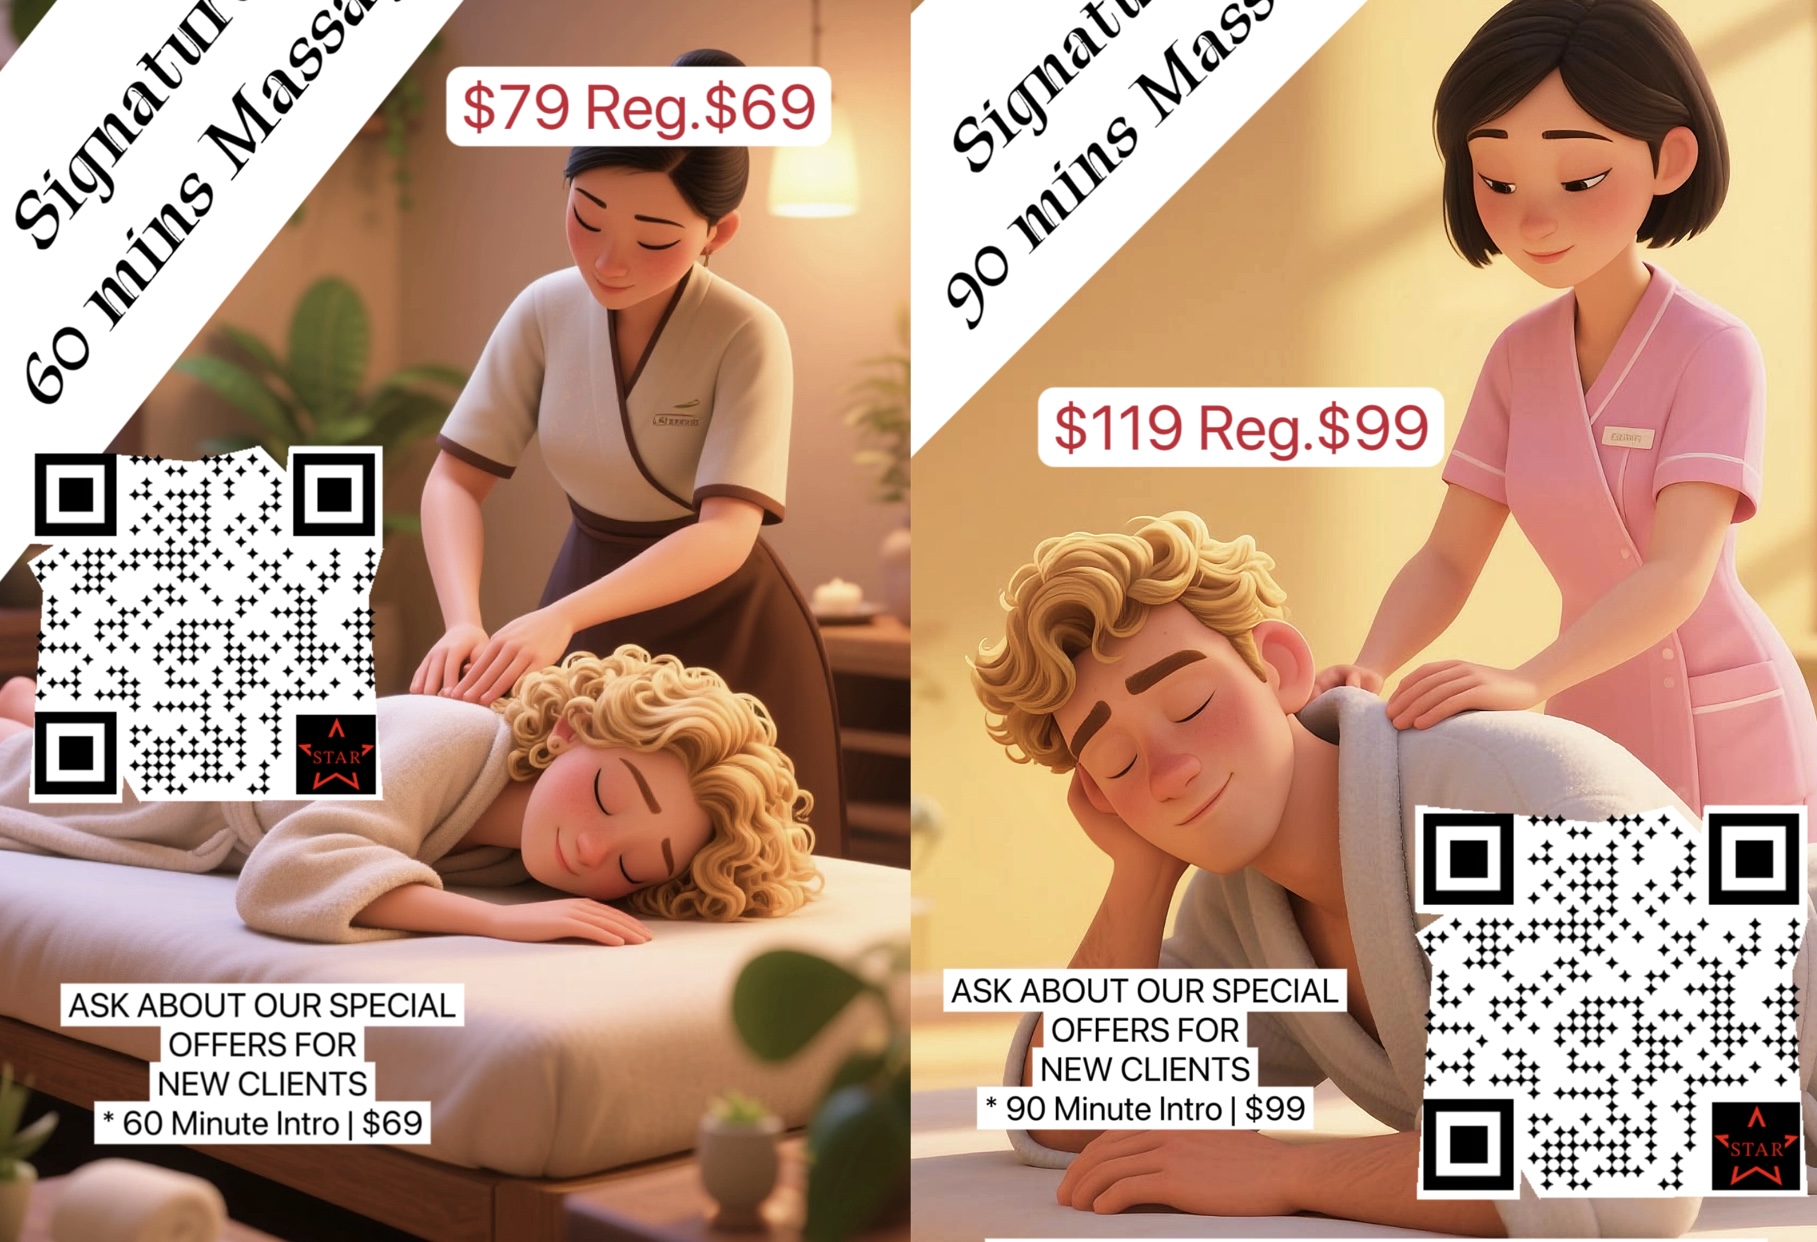 Signatur
60 mins Massa
$79 Reg.$69
STAR
ASK ABOUT OUR SPECIAL
OFFERS FOR
NEW CLIENTS
* 60 Minute Intro | $69
Signat
90 mins Mass
$119 Reg.$99
ASK ABOUT OUR SPECIAL
OFFERS FOR
NEW CLIENTS
* 90 Minute Intro | $99
STAR